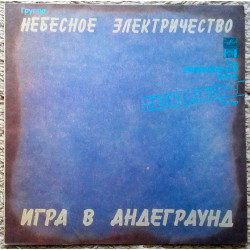 Группа
НЕБЕСНОЕ ЭЛЕКТРИЧЕСТВО
ИГРА В АНДЕГРАУНД